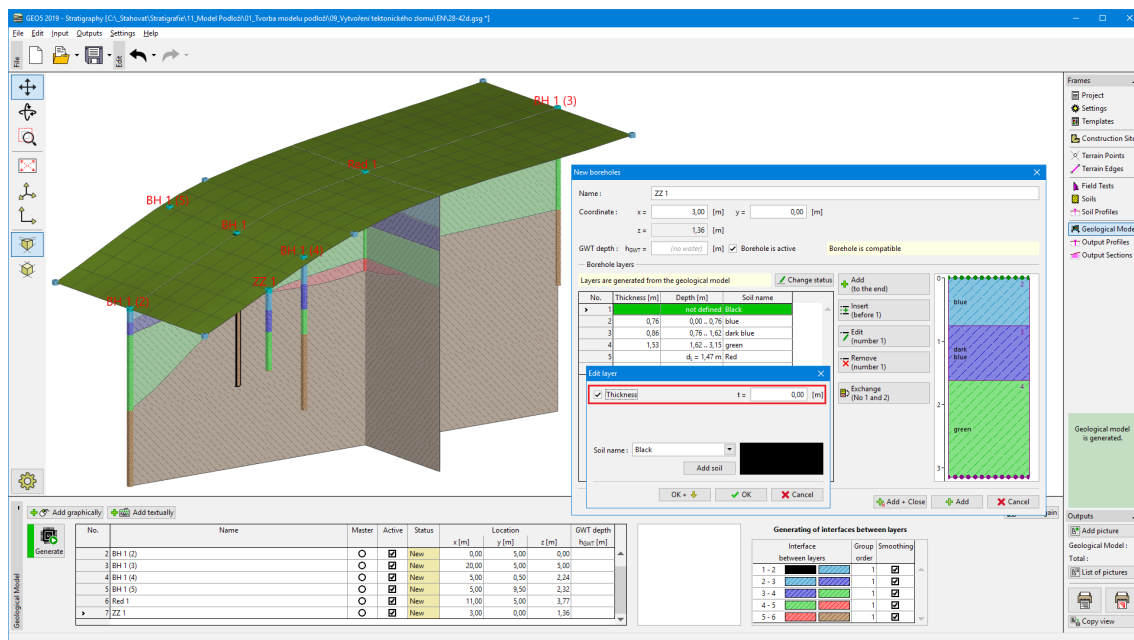 GEO5 2019 - Stratigraphy [C:\_Stahovat\Stratigrafie\11_Model Podloží\01_Tvorba modelu podloží\09_Vytvoření tektonického zlomu\EN\28-42d.gsg *]
File Edit Input Outputs Settings Help
File
Edit
BH 1 (3)
Red 1
BH 1 (5)
BH 1
BH 1 (4)
ZZ 1
BH 1 (2)
New boreholes
Name :
ZZ 1
Coordinate : x = 3,00 [m] y = 0,00 [m]
z = 1,36 [m]
GWT depth : hGWT = (no water) [m] Borehole is active Borehole is compatible
Borehole layers
Layers are generated from the geological model Change status
No. Thickness [m] Depth [m] Soil name
1 not defined Black
2 0,76 0,00 .. 0,76 blue
3 0,86 0,76 .. 1,62 dark blue
4 1,53 1,62 .. 3,15 green
5 d₁ = 1,47 m Red
Add
(to the end)
Insert
(before 1)
Edit
(number 1)
Remove
(number 1)
Exchange
(No 1 and 2)
0
1
2
3
2
blue
dark
blue
4
green
Edit layer
Thickness t = 0,00 [m]
Soil name : Black
Add soil
OK + OK Cancel
Add + Close Add Cancel
Frames
Project
Settings
Templates
Construction Site
Terrain Points
Terrain Edges
Field Tests
Soils
Soil Profiles
Geological Mode
Output Profiles
Output Sections
Geological model
is generated.
Outputs
Add picture
Geological Model :
Total :
List of pictures
Copy view
Add graphically Add textually
Generate
Geological Model
No. Name Master Active Status Location GWT depth
x [m] y [m] z [m] hGWT [m]
2 BH 1 (2) New 0,00 5,00 0,00
3 BH 1 (3) New 20,00 5,00 5,00
4 BH 1 (4) New 5,00 0,50 2,24
5 BH 1 (5) New 5,00 9,50 2,32
6 Red 1 New 11,00 5,00 3,77
7 ZZ 1 New 3,00 0,00 1,36
Generating of interfaces between layers
Interface Group Smoothing
between layers order
1 - 2 1
2 - 3 1
3 - 4 1
4 - 5 1
5 - 6 1